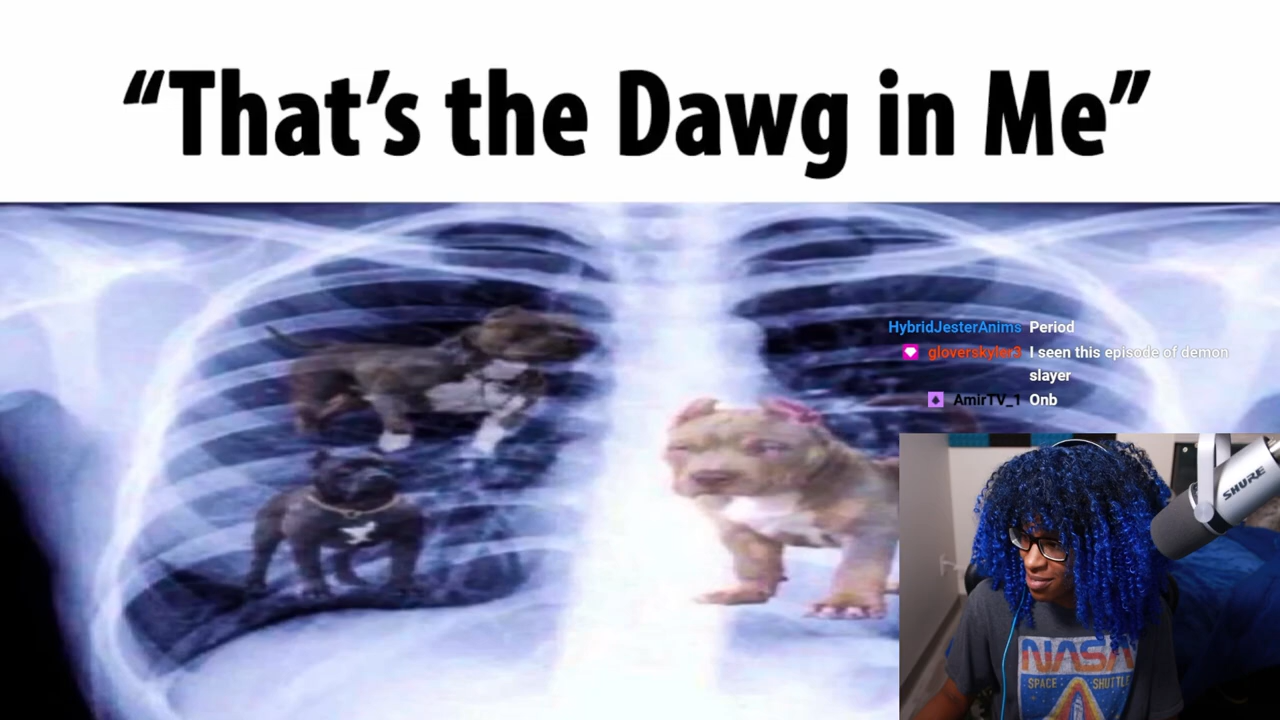 “That’s the Dawg in Me”
HybridJesterAnims Period
gloverskyler3 I seen this episode of demon
slayer
AmirTV_1 Onb
SHURE
NASA
SPACE SHUTTLE